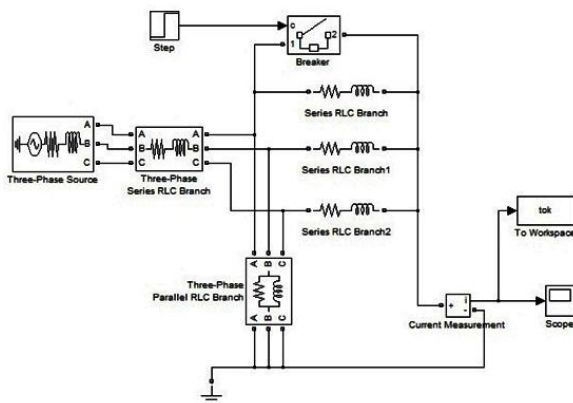 Step
c
1
2
Breaker
Series RLC Branch
A
B
C
Three-Phase Source
A
B
C
A
B
C
Three-Phase
Series RLC Branch
Series RLC Branch1
Series RLC Branch2
tok
To Workspace
A
B
C
Three-Phase
Parallel RLC Branch
A
B
C
+
i
-
Current Measurement
Scope